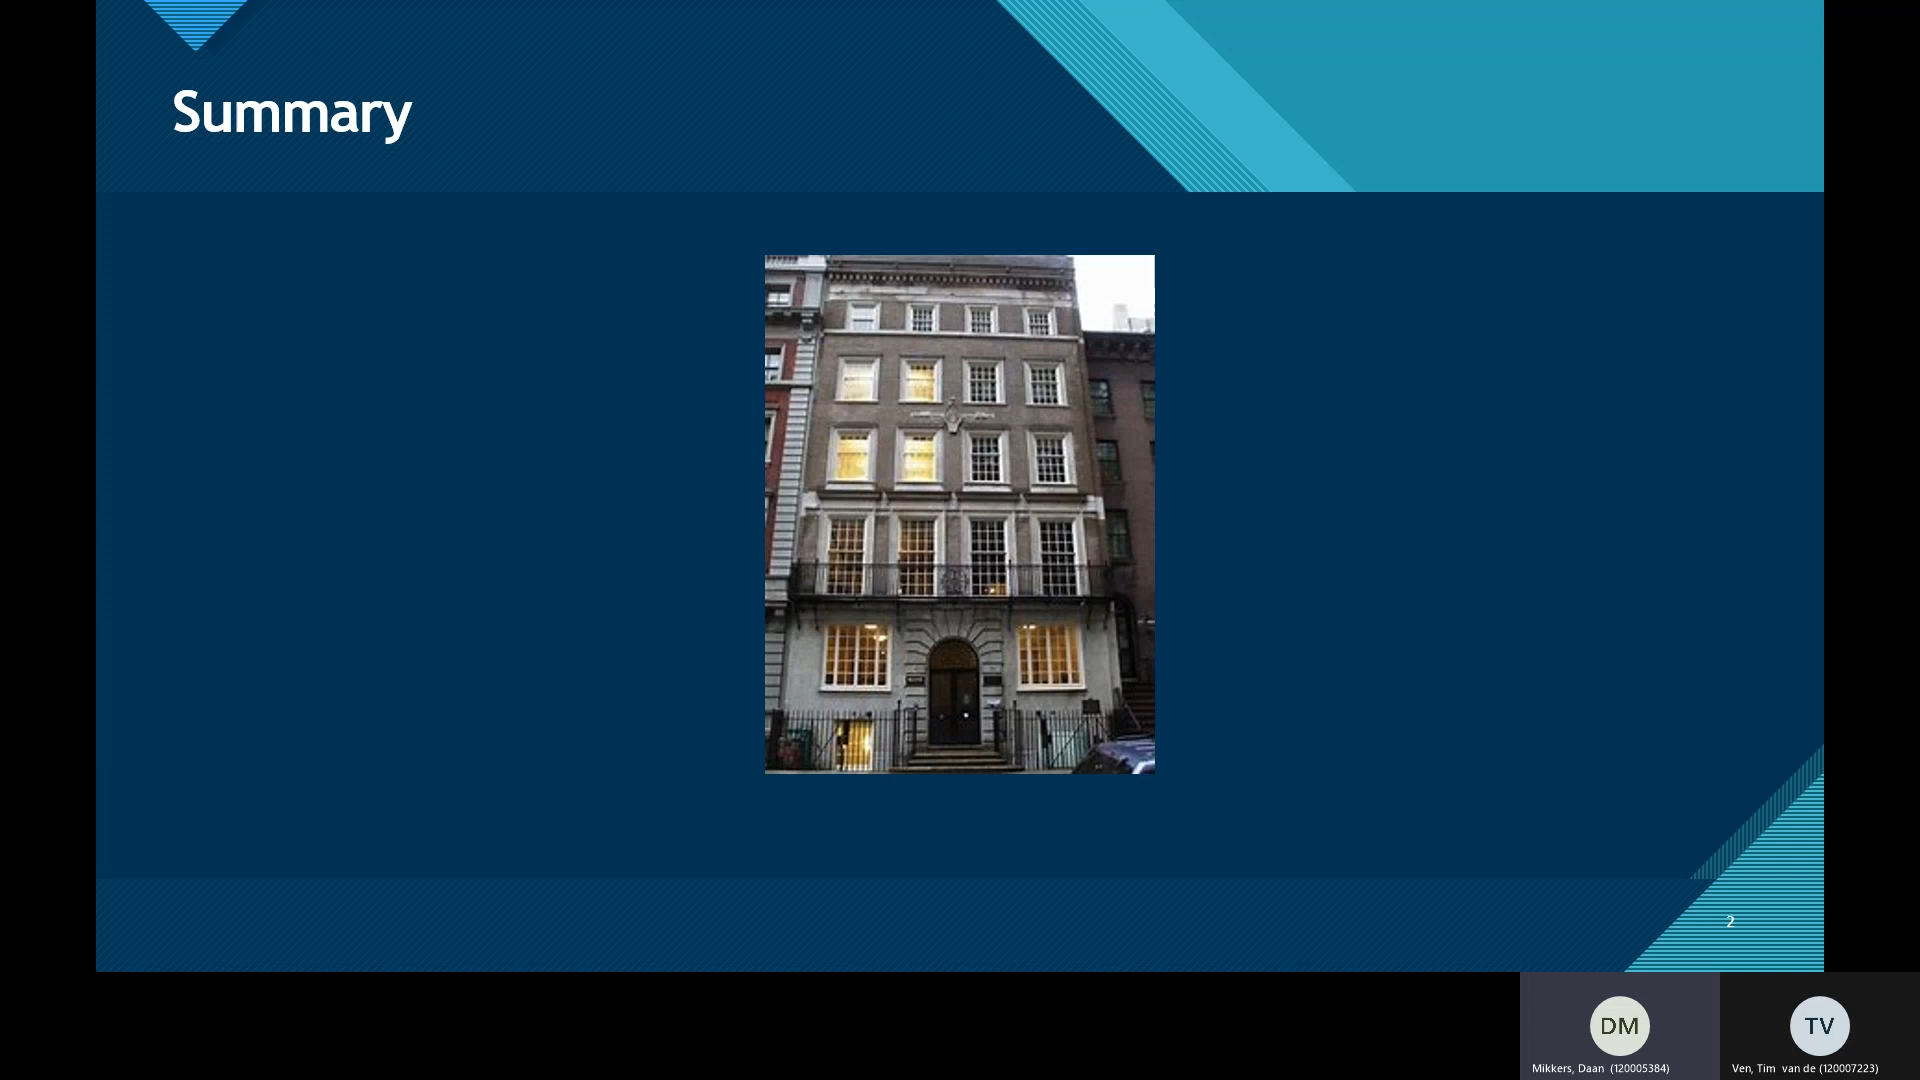 Summary
2
DM
TV
Mikkers, Daan (120005384)
Ven, Tim van de (120007223)